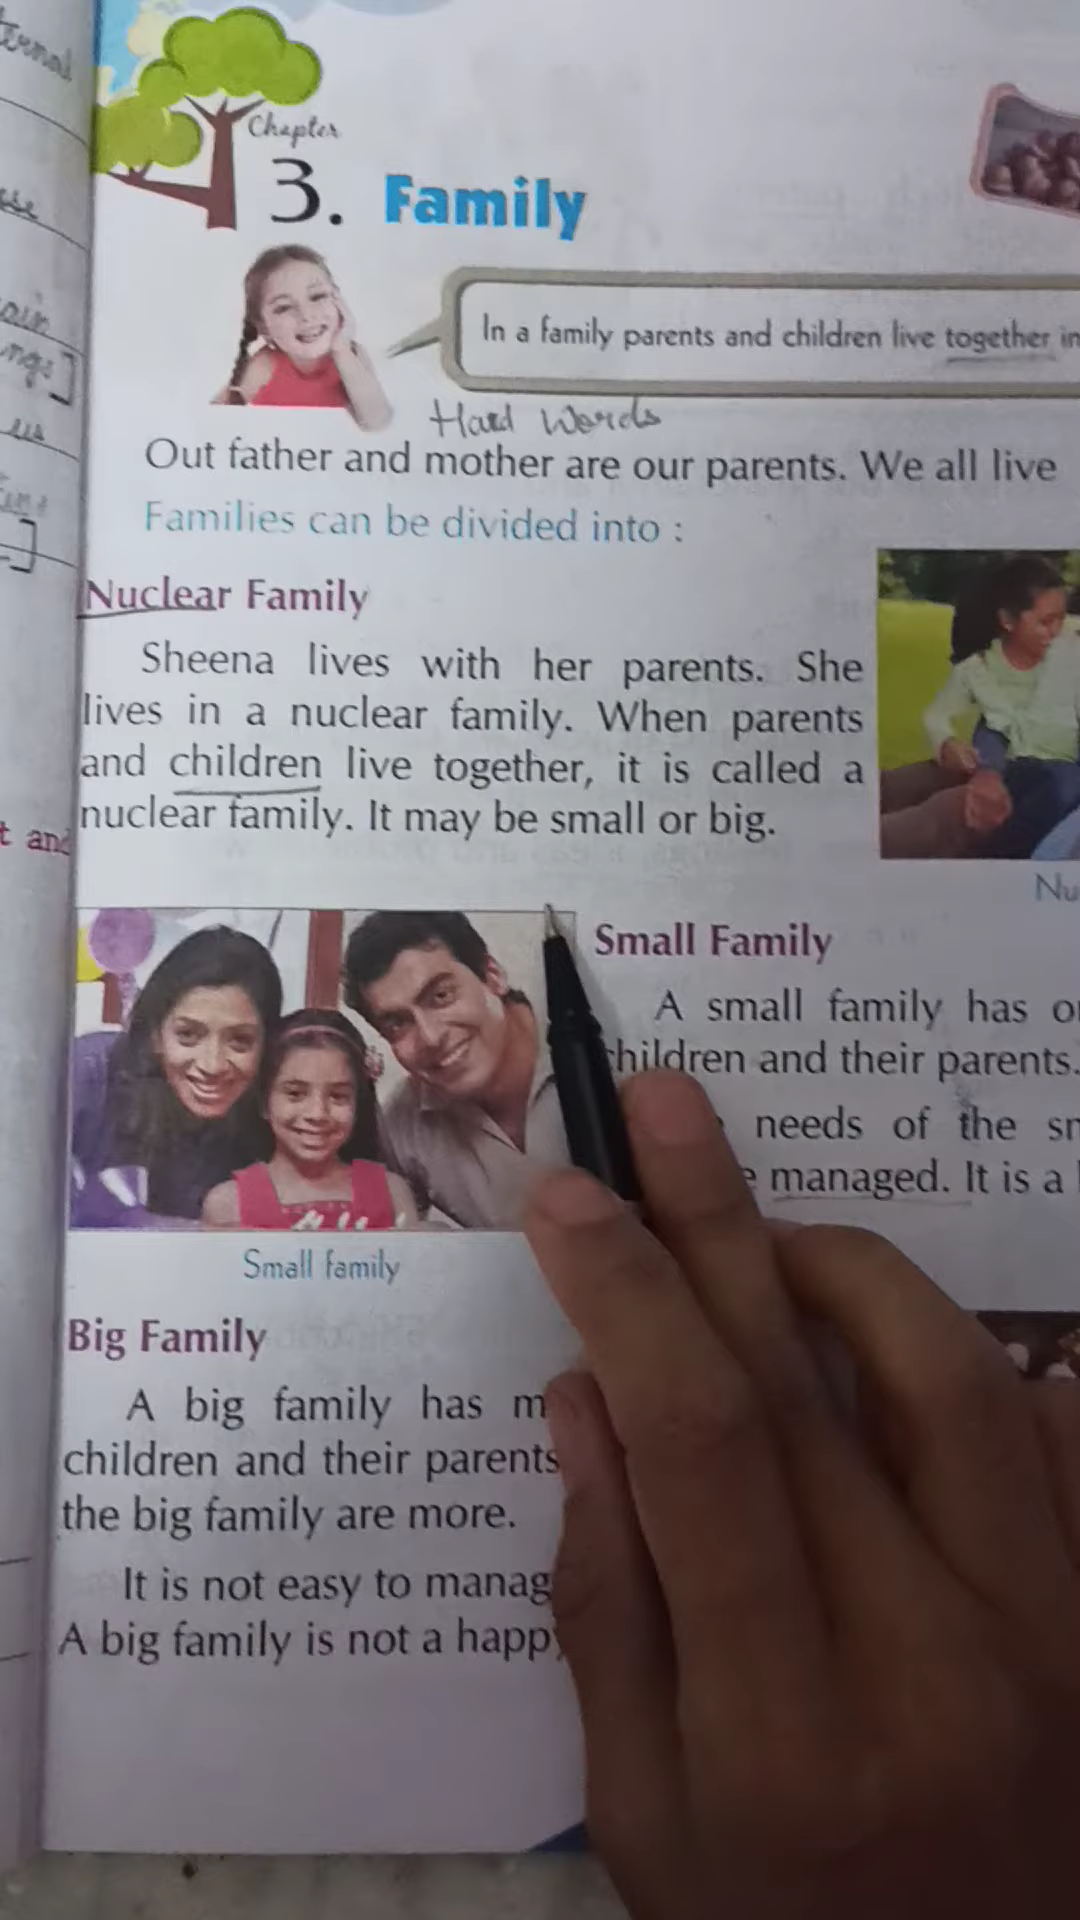 ternal
Chapter
3. Family
In a family parents and children live together in
Hard Words
Out father and mother are our parents. We all live
Families can be divided into :
Nuclear Family
Sheena lives with her parents. She
lives in a nuclear family. When parents
and children live together, it is called a
nuclear family. It may be small or big.
t and
Nu
Small Family
A small family has
children and their parents.
needs of the
managed. It is a
Small family
Big Family
A big family has
children and their parents
the big family are more.
It is not easy to manag
A big family is not a happy